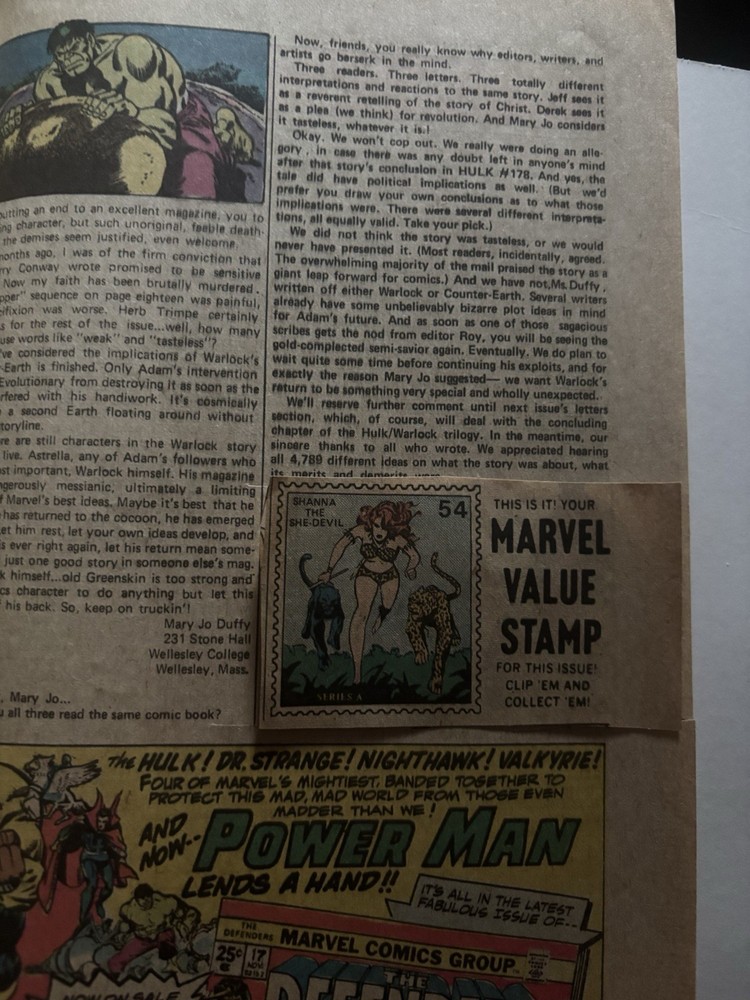 putting an end to an excellent magazine, you to
ing character, but such unoriginal, feeble death-
the demises seem justified, even welcome.
months ago, I was of the firm conviction that
ry Conway wrote promised to be sensitive
Now my faith has been brutally murdered.
pper" sequence on page eighteen was painful,
cifixion was worse. Herb Trimpe certainly
s for the rest of the issue...well, how many
use words like "weak" and "tasteless"?
've considered the implications of Warlock's
-Earth is finished. Only Adam's intervention
Evolutionary from destroying it as soon as the
rfered with his handiwork. It's cosmically
a second Earth floating around without
toryline.
re are still characters in the Warlock story
live. Astrella, any of Adam's followers who
ost important, Warlock himself. His magazine
ngerously messianic, ultimately a limiting
f Marvel's best ideas. Maybe it's best that he
has returned to the cocoon, he has emerged
et him rest, let your own ideas develop, and
s ever right again, let his return mean some-
just one good story in someone else's mag.
k himself...old Greenskin is too strong and
cs character to do anything but let this
his back. So, keep on truckin'!
Mary Jo Duffy
231 Stone Hall
Wellesley College
Wellesley, Mass.
, Mary Jo...
u all three read the same comic book?
Now, friends, you really know why editors, writers, and
artists go berserk in the mind.
Three readers. Three letters. Three totally different
interpretations and reactions to the same story. Jeff sees it
as a reverent retelling of the story of Christ. Derek sees it
as a plea (we think) for revolution. And Mary Jo considers
it tasteless, whatever it is.!
Okay. We won't cop out. We really were doing an alle-
gory, in case there was any doubt left in anyone's mind
after that story's conclusion in HULK #178. And yes, the
tale did have political implications as well. (But we'd
prefer you draw your own conclusions as to what those
implications were. There were several different interpreta-
tions, all equally valid. Take your pick.)
We did not think the story was tasteless, or we would
never have presented it. (Most readers, incidentally, agreed.
The overwhelming majority of the mail praised the story as a
giant leap forward for comics.) And we have not, Ms. Duffy,
written off either Warlock or Counter-Earth. Several writers
already have some unbelievably bizarre plot ideas in mind
for Adam's future. And as soon as one of those sagacious
scribes gets the nod from editor Roy, you will be seeing the
gold-complected semi-savior again. Eventually. We do plan to
wait quite some time before continuing his exploits, and for
exactly the reason Mary Jo suggested— we want Warlock's
return to be something very special and wholly unexpected.
We'll reserve further comment until next issue's letters
section, which, of course, will deal with the concluding
chapter of the Hulk/Warlock trilogy. In the meantime, our
sincere thanks to all who wrote. We appreciated hearing
all 4,789 different ideas on what the story was about, what
its merits and demerits were
SHANNA
THE
SHE-DEVIL
54
SERIES A
THIS IS IT! YOUR
MARVEL
VALUE
STAMP
FOR THIS ISSUE!
CLIP 'EM AND
COLLECT 'EM!
THE HULK! DR. STRANGE! NIGHTHAWK! VALKYRIE!
FOUR OF MARVEL'S MIGHTIEST, BANDED TOGETHER TO
PROTECT THIS MAD, MAD WORLD FROM THOSE EVEN
MADDER THAN WE!
AND
NOW--
POWER MAN
LENDS A HAND!!
IT'S ALL IN THE LATEST
FABULOUS ISSUE OF--
THE
DEFENDERS
MARVEL COMICS GROUP
25¢
17
NOV
THE
DEFENDERS
NOW ON SALE